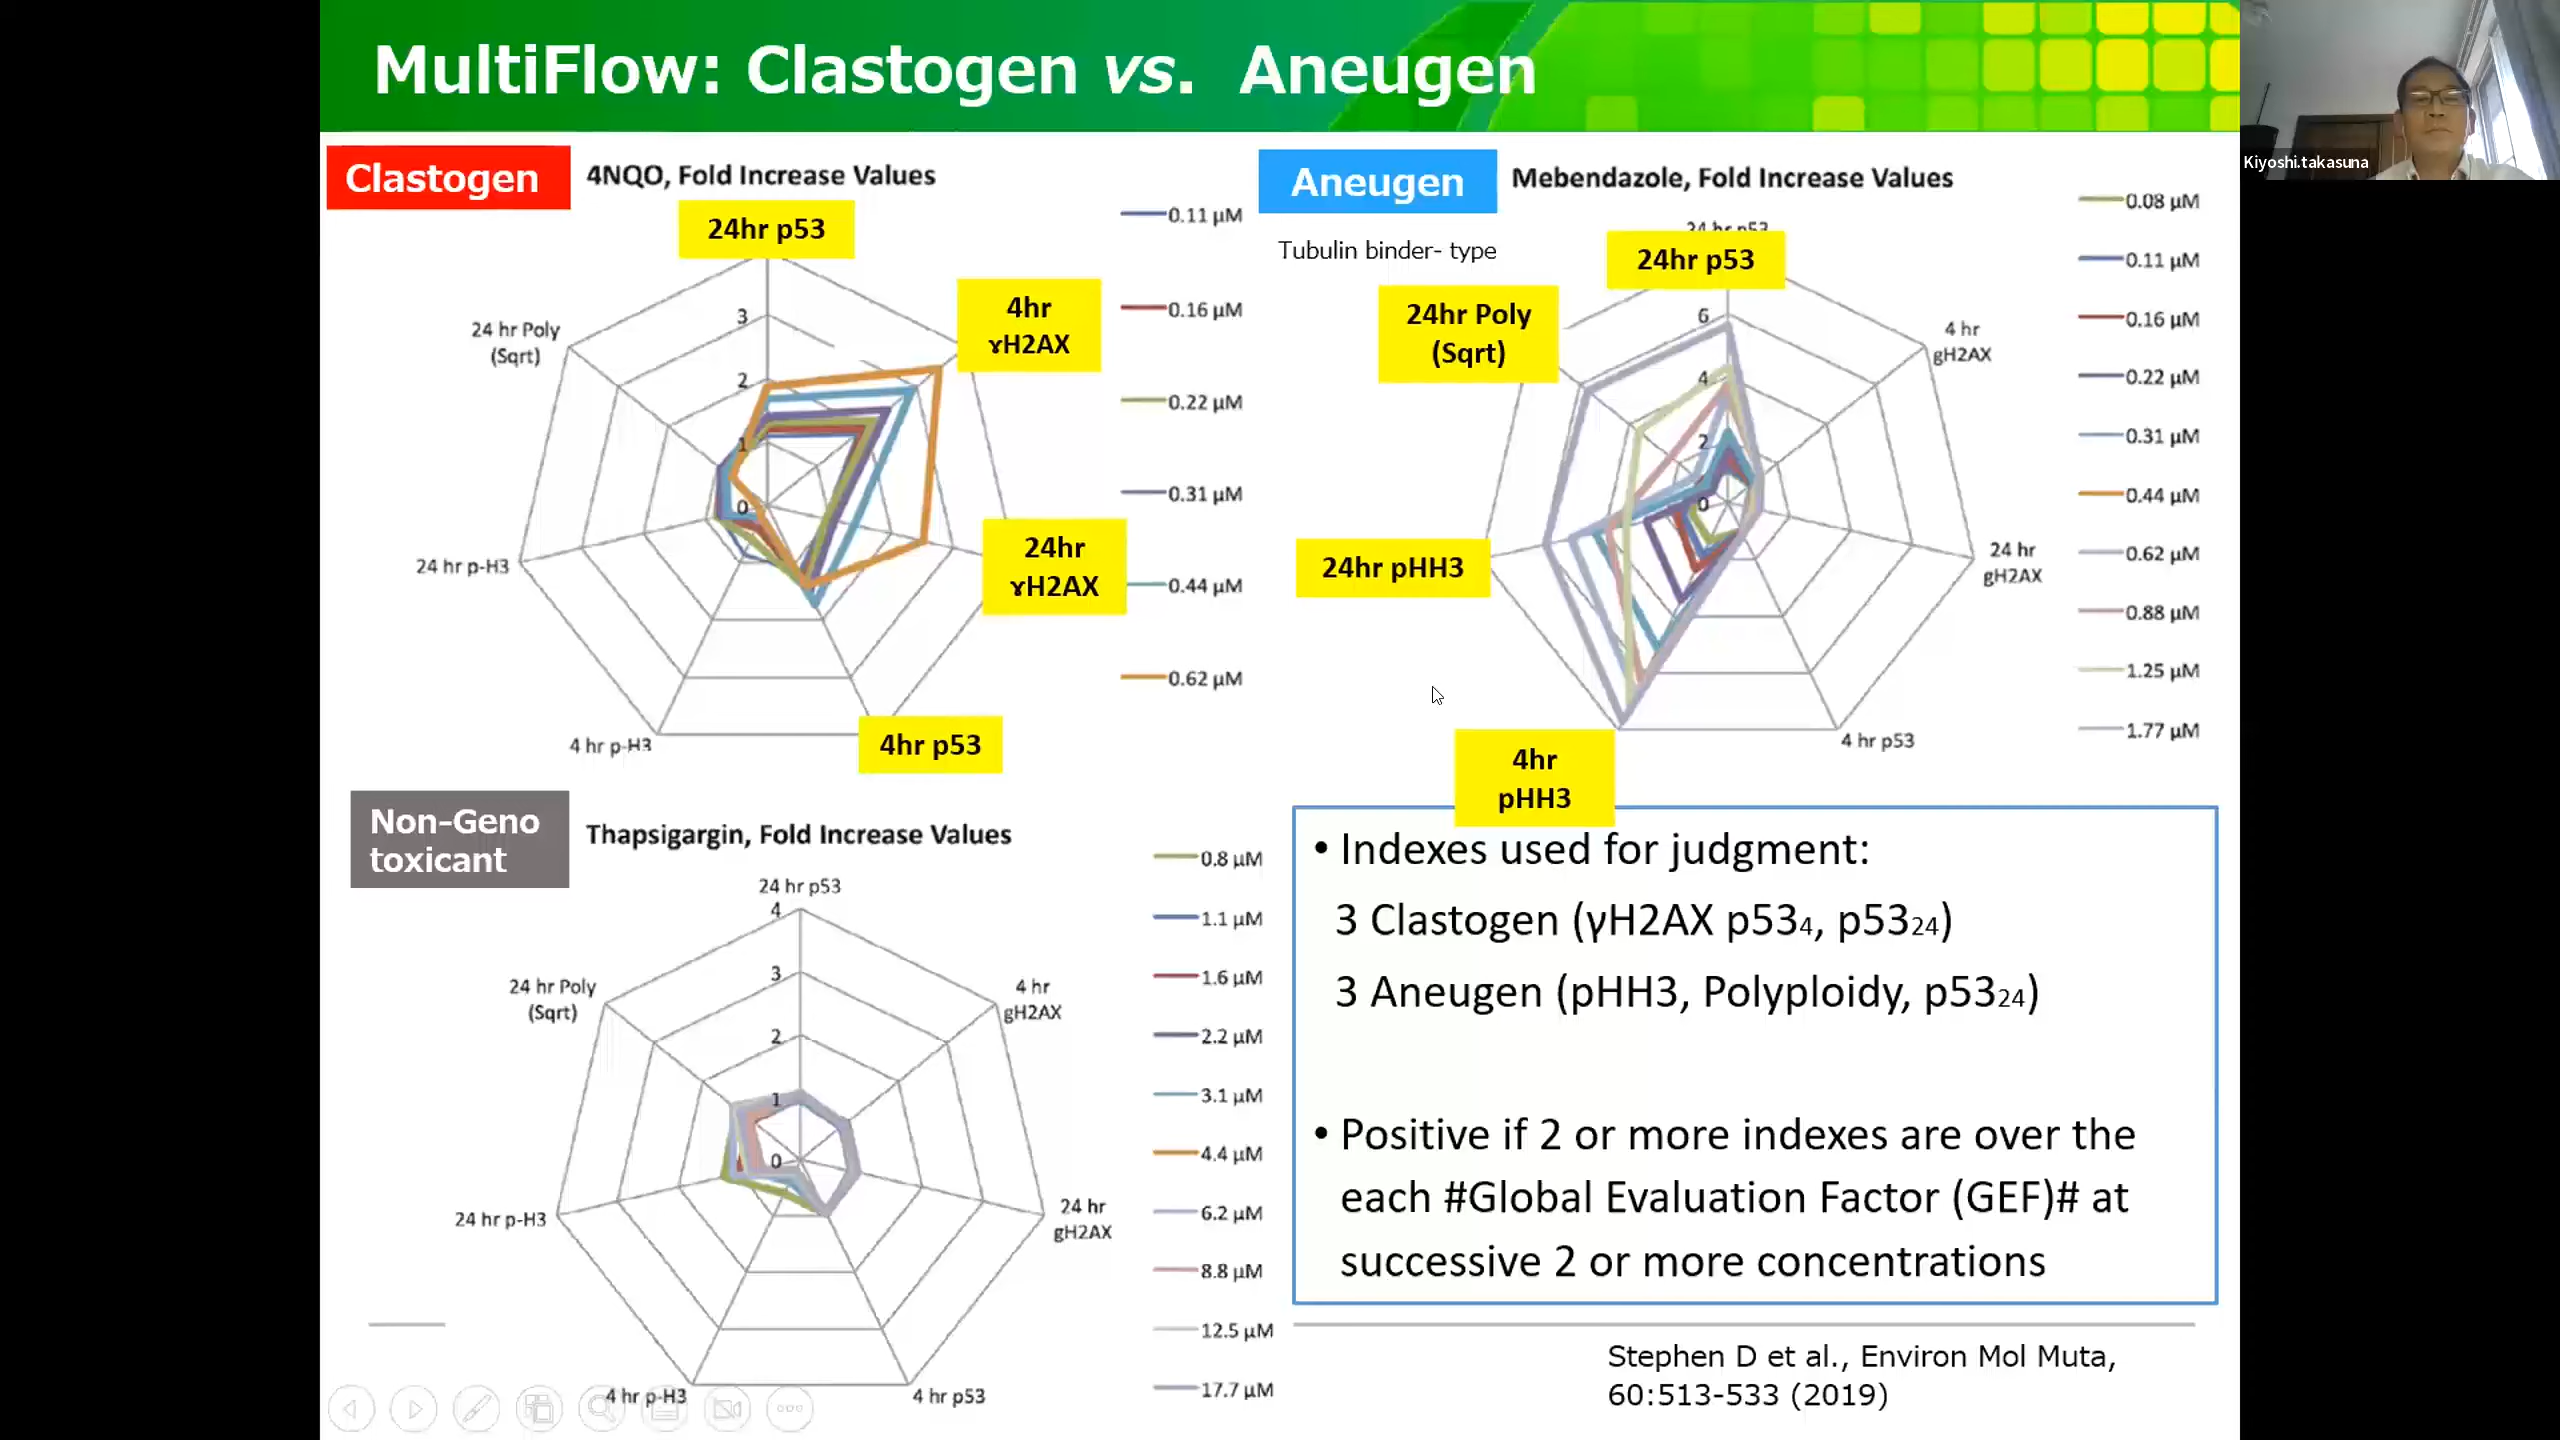 MultiFlow: Clastogen vs. Aneugen
Kiyoshi.takasuna
Clastogen
4NQO, Fold Increase Values
24hr p53
4hr
ɤH2AX
24hr
ɤH2AX
4hr p53
4 hr p-H3
24 hr p-H3
24 hr Poly
(Sqrt)
3
2
1
0
0.11 µM
0.16 µM
0.22 µM
0.31 µM
0.44 µM
0.62 µM
Aneugen
Mebendazole, Fold Increase Values
Tubulin binder- type
24 hr p53
24hr p53
4 hr
gH2AX
24 hr
gH2AX
4 hr p53
4hr
pHH3
24hr pHH3
24hr Poly
(Sqrt)
6
4
2
0
0.08 µM
0.11 µM
0.16 µM
0.22 µM
0.31 µM
0.44 µM
0.62 µM
0.88 µM
1.25 µM
1.77 µM
Non-Geno
toxicant
Thapsigargin, Fold Increase Values
24 hr p53
4 hr
gH2AX
24 hr
gH2AX
4 hr p53
4 hr p-H3
24 hr p-H3
24 hr Poly
(Sqrt)
4
3
2
1
0
0.8 µM
1.1 µM
1.6 µM
2.2 µM
3.1 µM
4.4 µM
6.2 µM
8.8 µM
12.5 µM
17.7 µM
• Indexes used for judgment:
3 Clastogen (γH2AX p534, p5324)
3 Aneugen (pHH3, Polyploidy, p5324)
• Positive if 2 or more indexes are over the
each #Global Evaluation Factor (GEF)# at
successive 2 or more concentrations
Stephen D et al., Environ Mol Muta,
60:513-533 (2019)